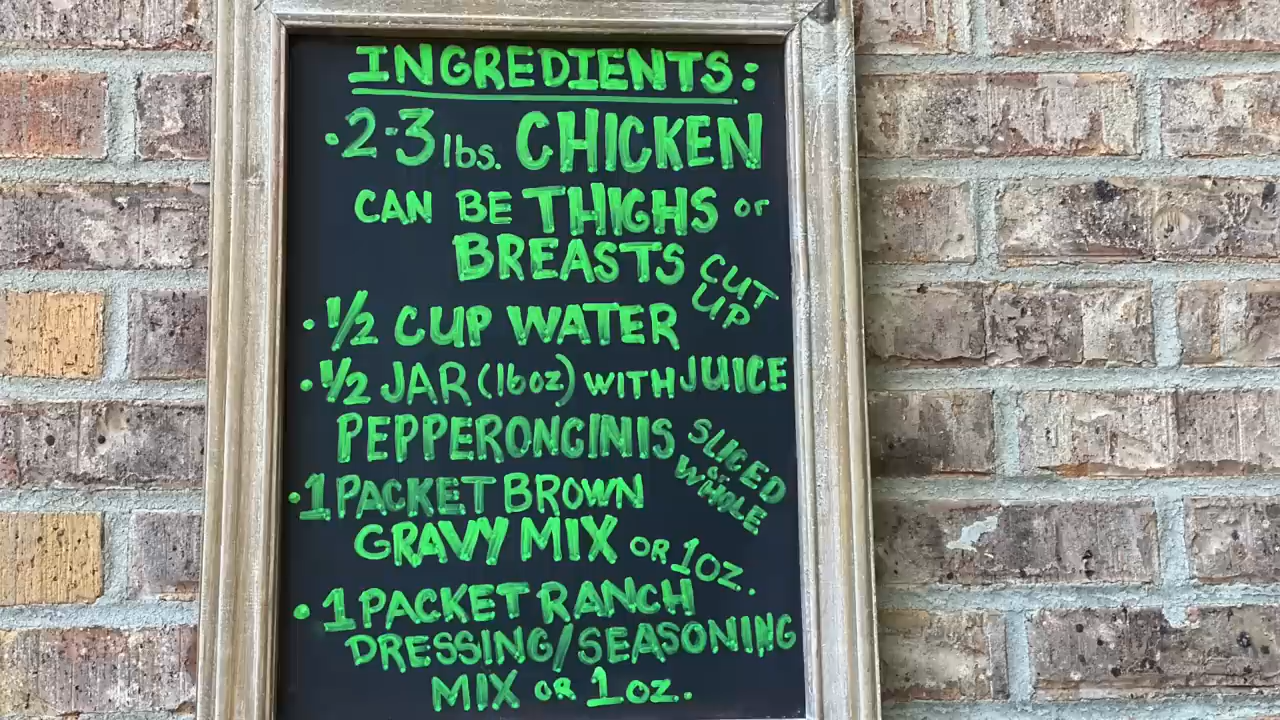 INGREDIENTS:
·2-3 lbs. CHICKEN
CAN BE THIGHS or
BREASTS CUT UP
·1/2 CUP WATER
·1/2 JAR (16oz) WITH JUICE
PEPPERONCINIS SLICED or WHOLE
·1 PACKET BROWN
GRAVY MIX OR 1oz.
·1 PACKET RANCH
DRESSING/SEASONING
MIX OR 1oz.